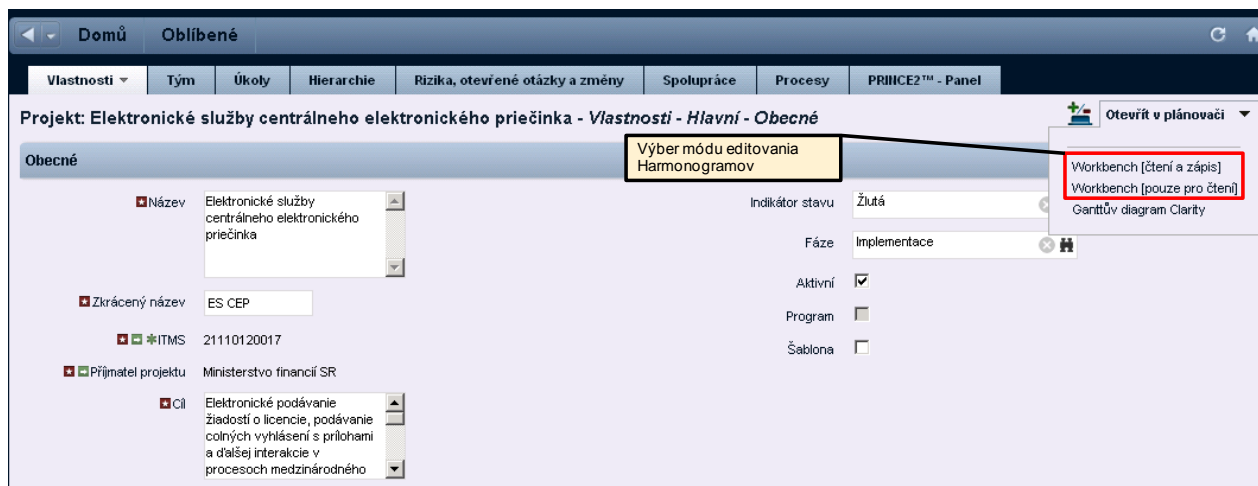 Domů Oblíbené
Vlastnosti Tým Úkoly Hierarchie Rizika, otevřené otázky a změny Spolupráce Procesy PRINCE2™ - Panel
Projekt: Elektronické služby centrálneho elektronického priečinka - Vlastnosti - Hlavní - Obecné
Otevřít v plánovači
Výber módu editovania
Harmonogramov
Workbench [čtení a zápis]
Workbench [pouze pro čtení]
Ganttův diagram Clarity
Obecné
Název
Elektronické služby
centrálneho elektronického
priečinka
Zkrácený název ES CEP
ITMS 21110120017
Příjmatel projektu Ministerstvo financií SR
Cíl
Elektronické podávanie
žiadostí o licencie, podávanie
colných vyhlásení s prílohami
a ďalšej interakcie v
procesoch medzinárodného
Indikátor stavu Žlutá
Fáze Implementace
Aktivní
Program
Šablona